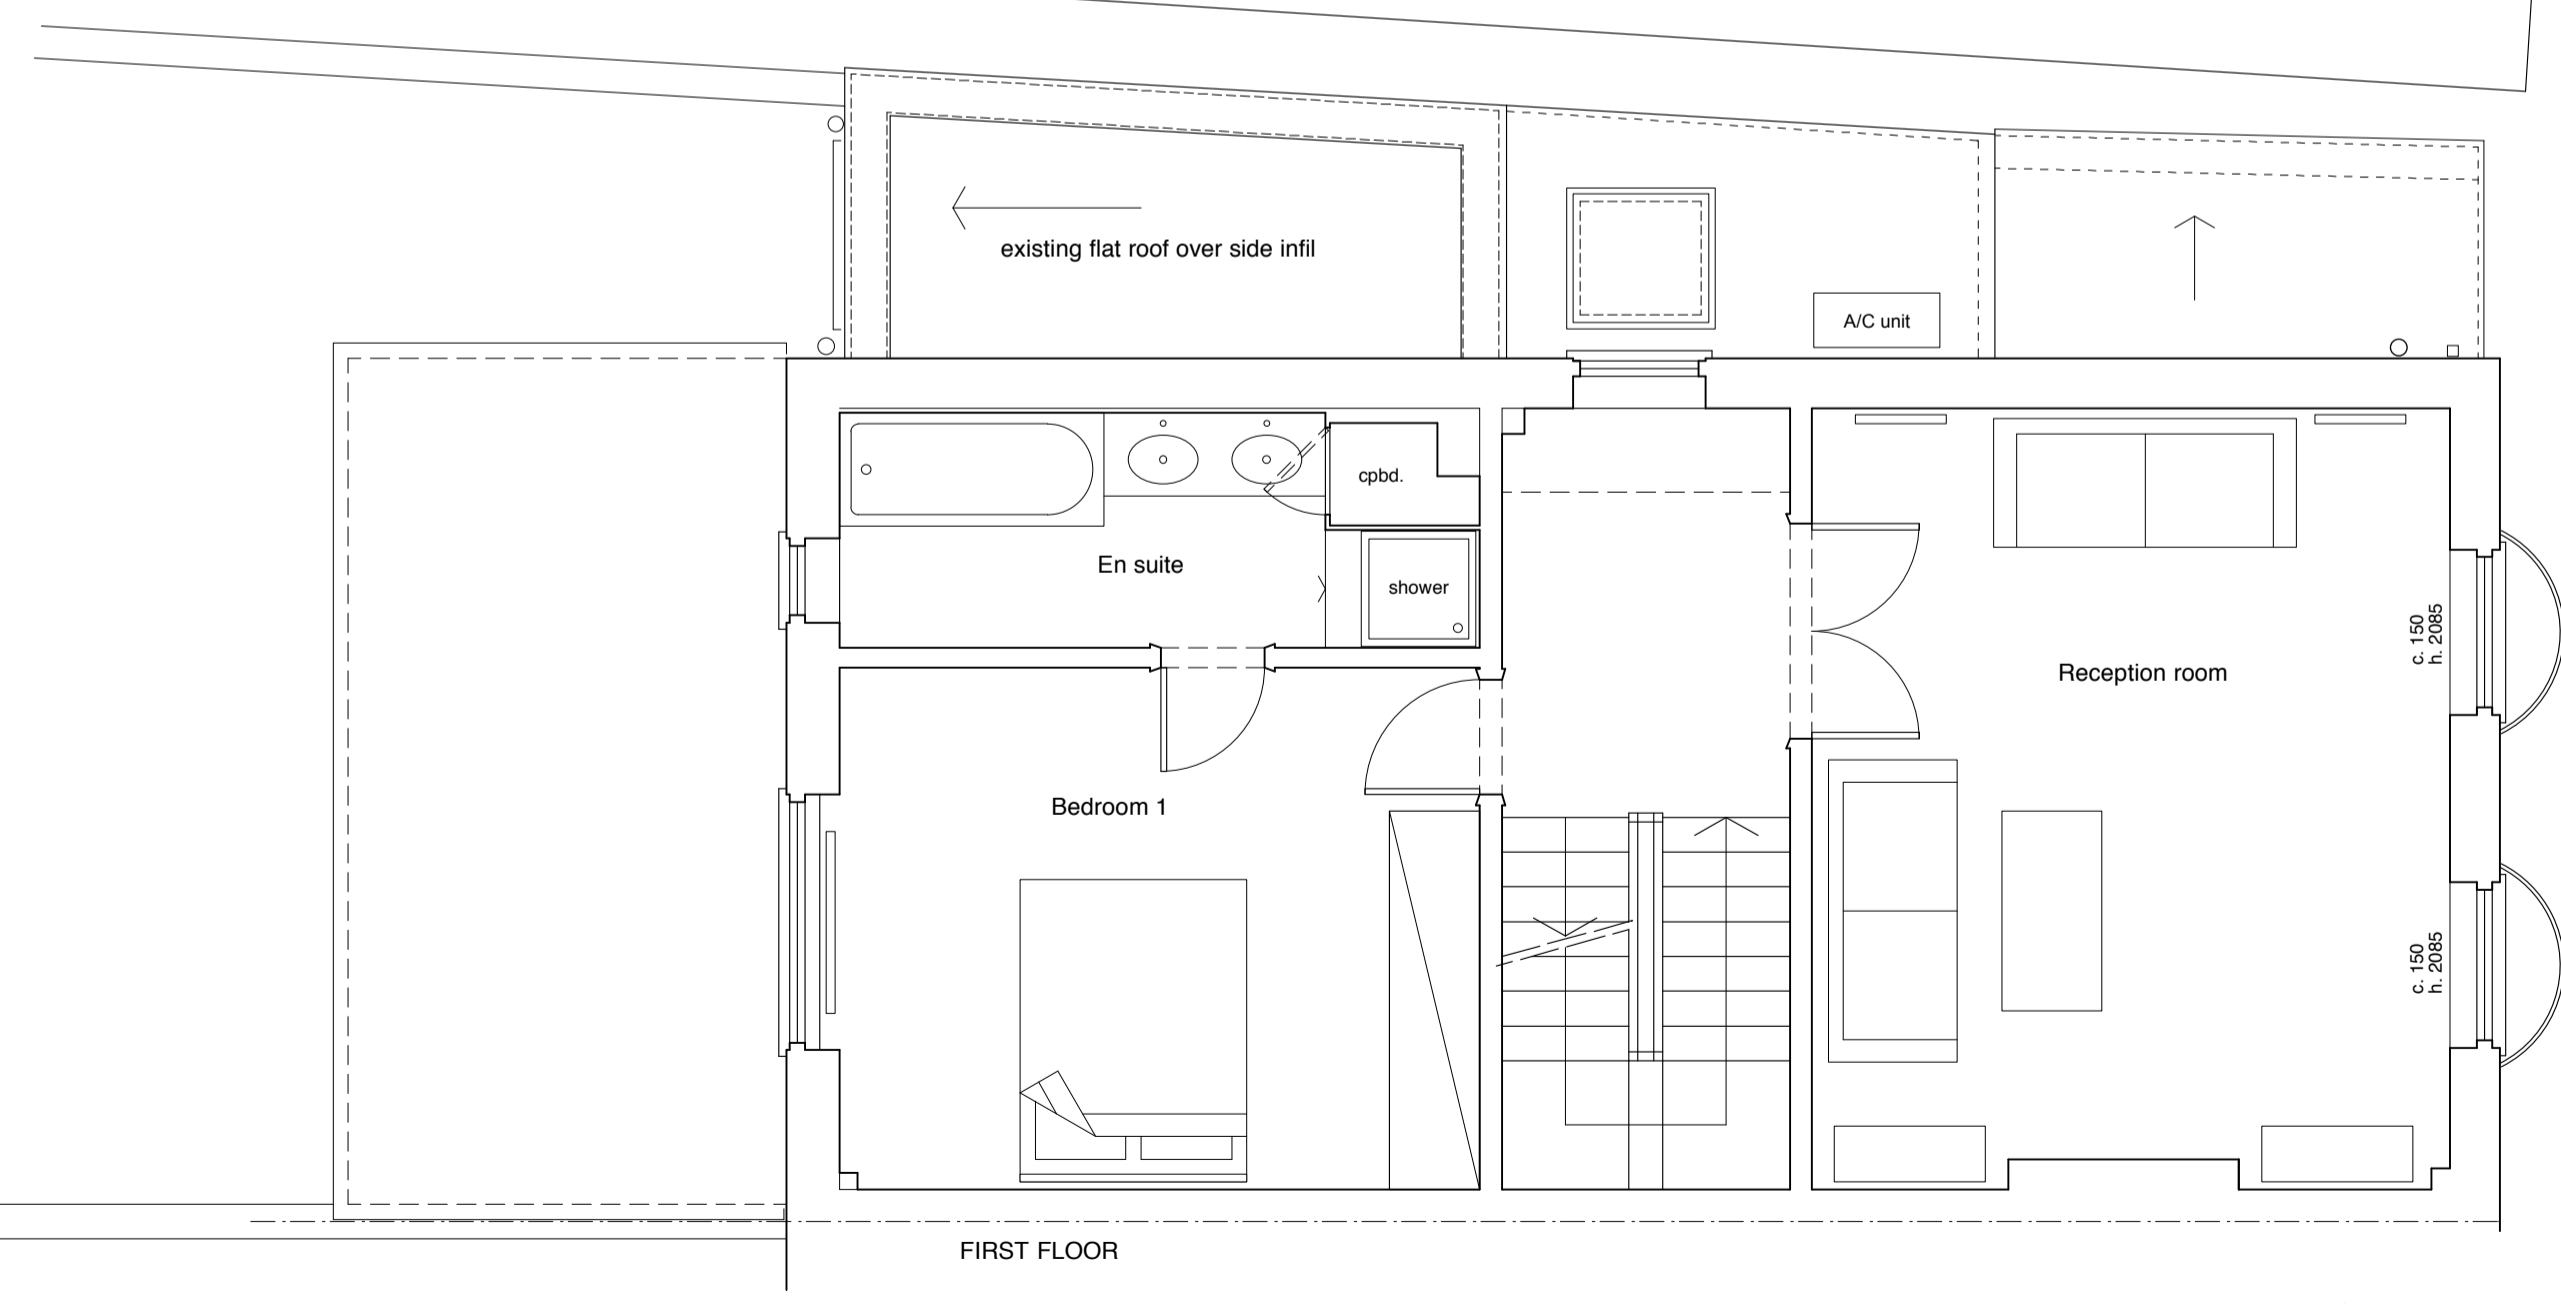 existing flat roof over side infil
A/C unit
cpbd.
En suite
shower
c. 150
h. 2085
Reception room
Bedroom 1
c. 150
h. 2085
FIRST FLOOR